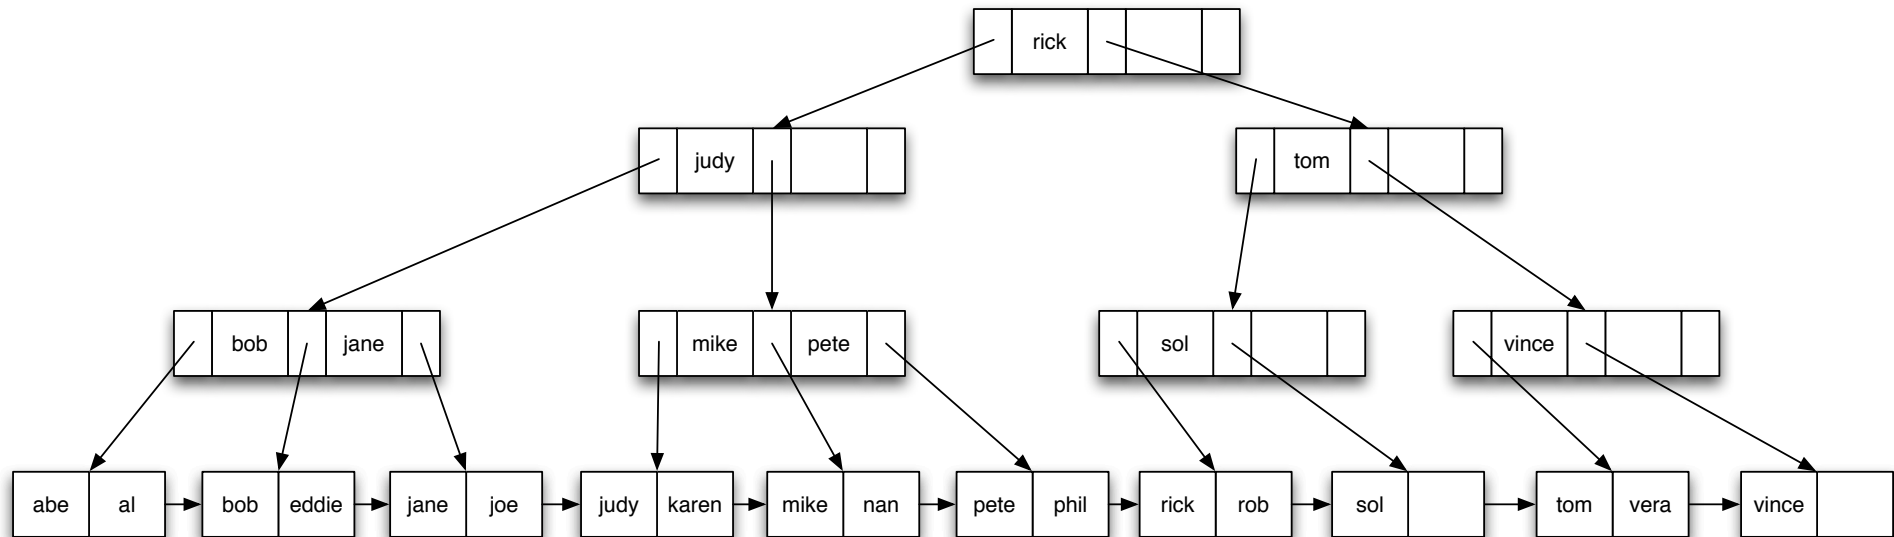 rick
judy tom
bob jane mike pete sol vince
abe al bob eddie jane joe judy karen mike nan pete phil rick rob sol tom vera vince